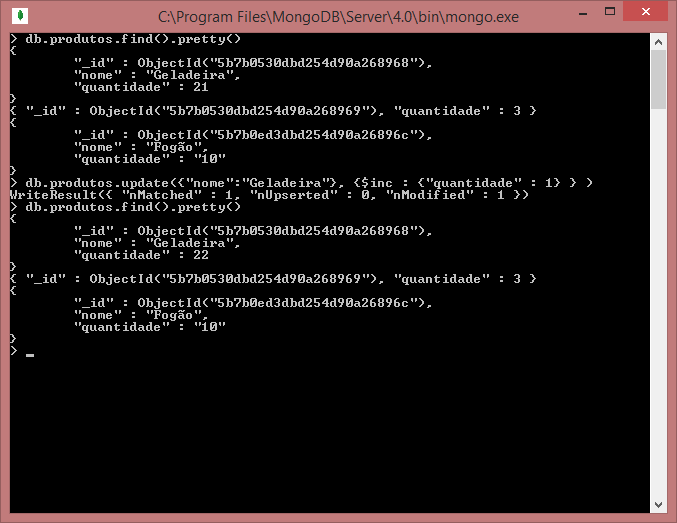 C:\Program Files\MongoDB\Server\4.0\bin\mongo.exe
> db.produtos.find().pretty()
{
        "_id" : ObjectId("5b7b0530dbd254d90a268968"),
        "nome" : "Geladeira",
        "quantidade" : 21
}
{ "_id" : ObjectId("5b7b0530dbd254d90a268969"), "quantidade" : 3 }
{
        "_id" : ObjectId("5b7b0ed3dbd254d90a26896c"),
        "nome" : "Fogão",
        "quantidade" : "10"
}
> db.produtos.update({"nome":"Geladeira"}, {$inc : {"quantidade" : 1} } )
WriteResult({ "nMatched" : 1, "nUpserted" : 0, "nModified" : 1 })
> db.produtos.find().pretty()
{
        "_id" : ObjectId("5b7b0530dbd254d90a268968"),
        "nome" : "Geladeira",
        "quantidade" : 22
}
{ "_id" : ObjectId("5b7b0530dbd254d90a268969"), "quantidade" : 3 }
{
        "_id" : ObjectId("5b7b0ed3dbd254d90a26896c"),
        "nome" : "Fogão",
        "quantidade" : "10"
}
> _